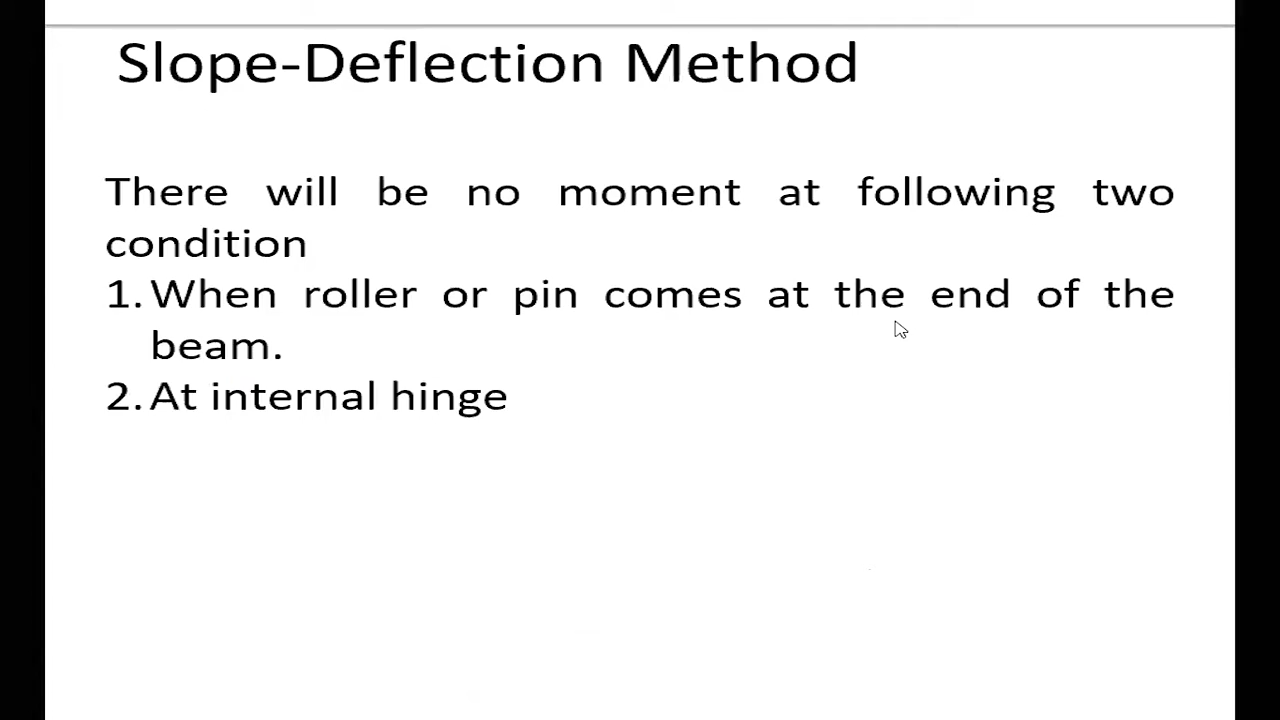 Slope-Deflection Method
There will be no moment at following two
condition
1. When roller or pin comes at the end of the
beam.
2. At internal hinge